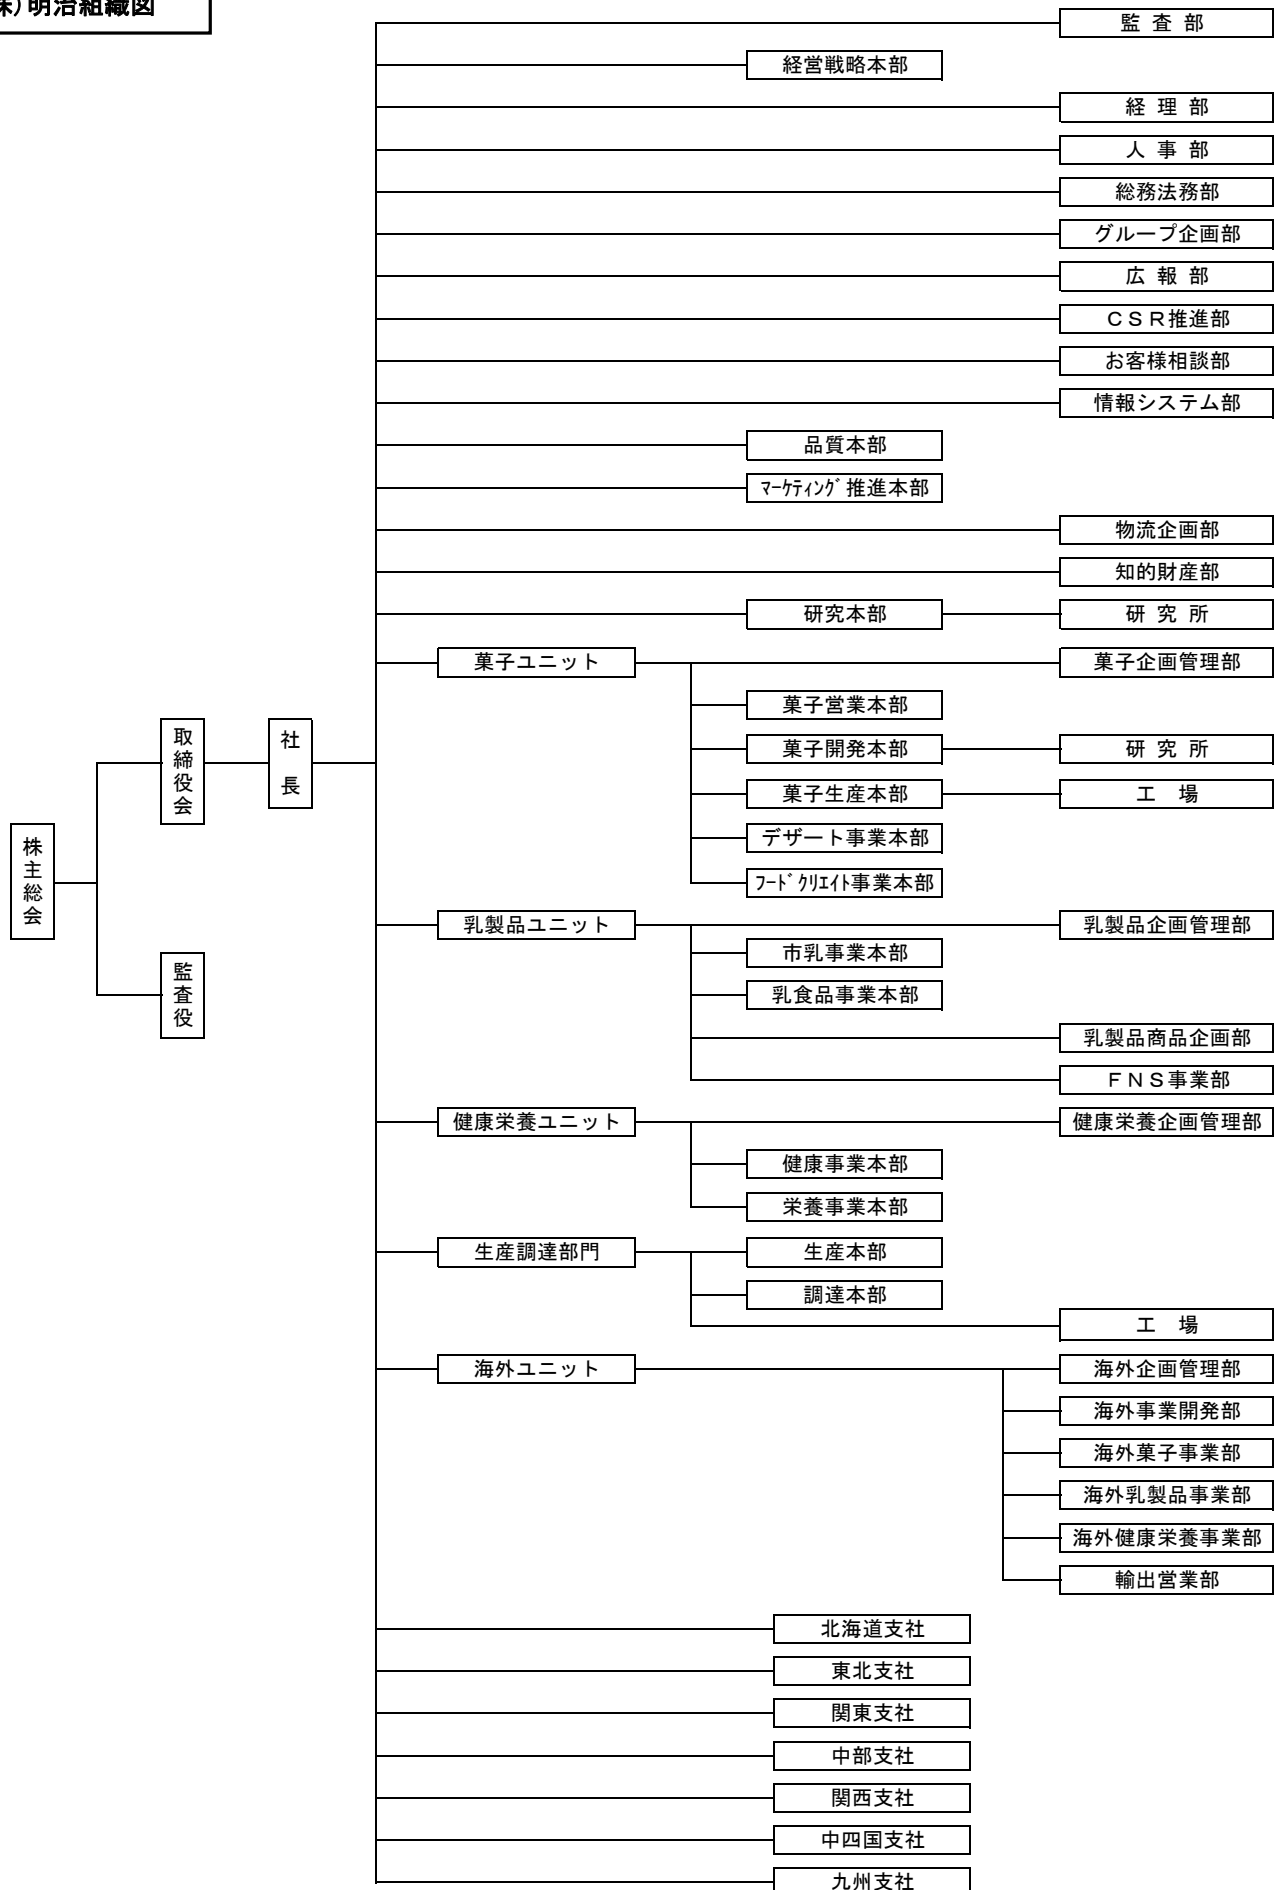 株）明治組織図
監 査 部
経営戦略本部
経 理 部
人 事 部
総務法務部
グループ企画部
広 報 部
ＣＳＲ推進部
お客様相談部
情報システム部
品質本部
ﾏｰｹﾃｨﾝｸﾞ推進本部
物流企画部
知的財産部
研究本部
研 究 所
菓子ユニット
菓子企画管理部
菓子営業本部
菓子開発本部
研 究 所
菓子生産本部
工 場
デザート事業本部
ﾌｰﾄﾞｸﾘｴｲﾄ事業本部
取締役会
社長
株主総会
監査役
乳製品ユニット
乳製品企画管理部
市乳事業本部
乳食品事業本部
乳製品商品企画部
ＦＮＳ事業部
健康栄養ユニット
健康栄養企画管理部
健康事業本部
栄養事業本部
生産調達部門
生産本部
調達本部
工 場
海外ユニット
海外企画管理部
海外事業開発部
海外菓子事業部
海外乳製品事業部
海外健康栄養事業部
輸出営業部
北海道支社
東北支社
関東支社
中部支社
関西支社
中四国支社
九州支社